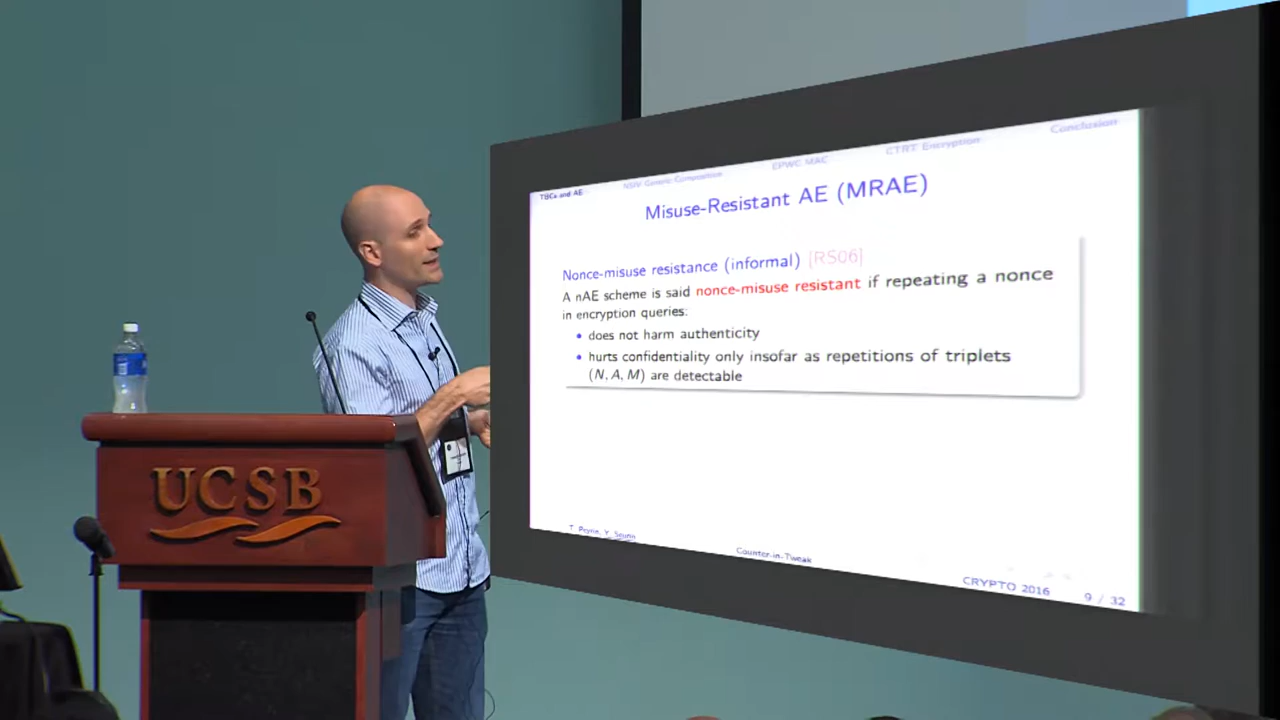 TBCs and AE
NSIV Generic Composition
EPWC MAC
CTRT Encryption
Conclusion
Misuse-Resistant AE (MRAE)
Nonce-misuse resistance (informal) [RS06]
A nAE scheme is said nonce-misuse resistant if repeating a nonce
in encryption queries:
• does not harm authenticity
• hurts confidentiality only insofar as repetitions of triplets
(N, A, M) are detectable
T. Peyrin, Y. Seurin
Counter-in-Tweak
CRYPTO 2016
9 / 32
UCSB